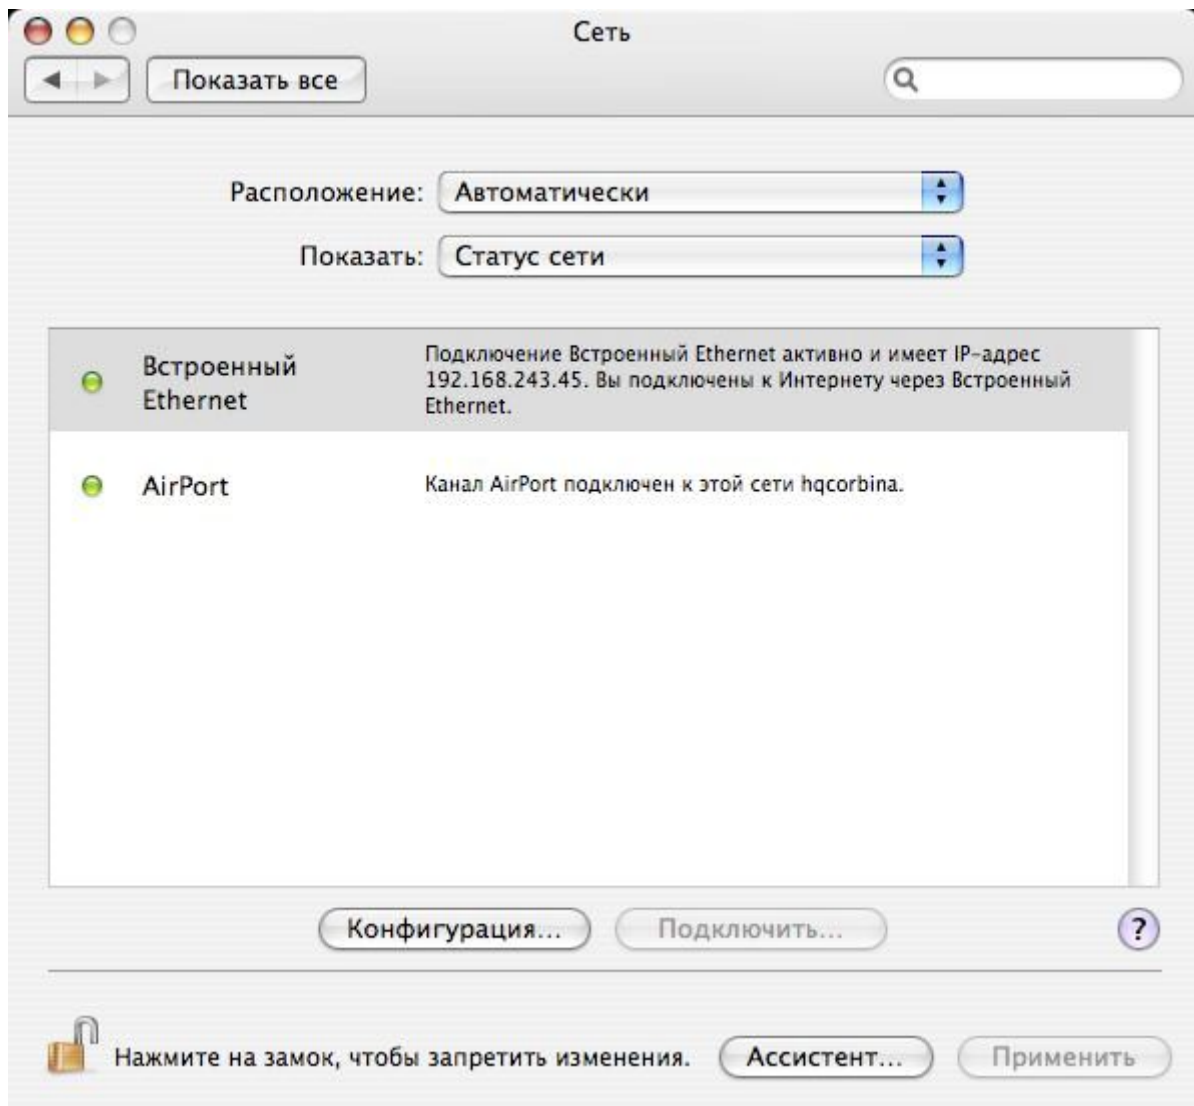 Сеть
Показать все
Расположение: Автоматически
Показать: Статус сети
Встроенный
Ethernet
Подключение Встроенный Ethernet активно и имеет IP-адрес
192.168.243.45. Вы подключены к Интернету через Встроенный
Ethernet.
AirPort
Канал AirPort подключен к этой сети hqcorbina.
Конфигурация... Подключить... ?
Нажмите на замок, чтобы запретить изменения. Ассистент... Применить